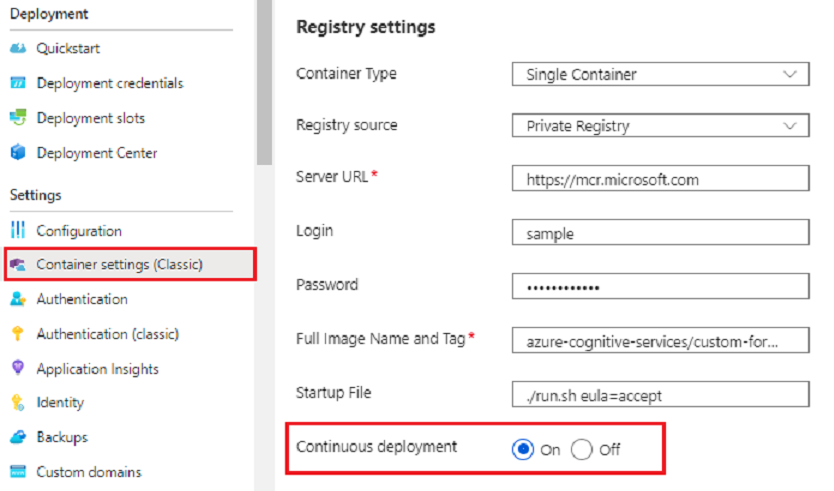 Deployment
Quickstart
Deployment credentials
Deployment slots
Deployment Center
Settings
Configuration
Container settings (Classic)
Authentication
Authentication (classic)
Application Insights
Identity
Backups
Custom domains
Registry settings
Container Type
Single Container
Registry source
Private Registry
Server URL*
https://mcr.microsoft.com
Login
sample
Password
••••••••••••
Full Image Name and Tag*
azure-cognitive-services/custom-for...
Startup File
./run.sh eula=accept
Continuous deployment
On Off